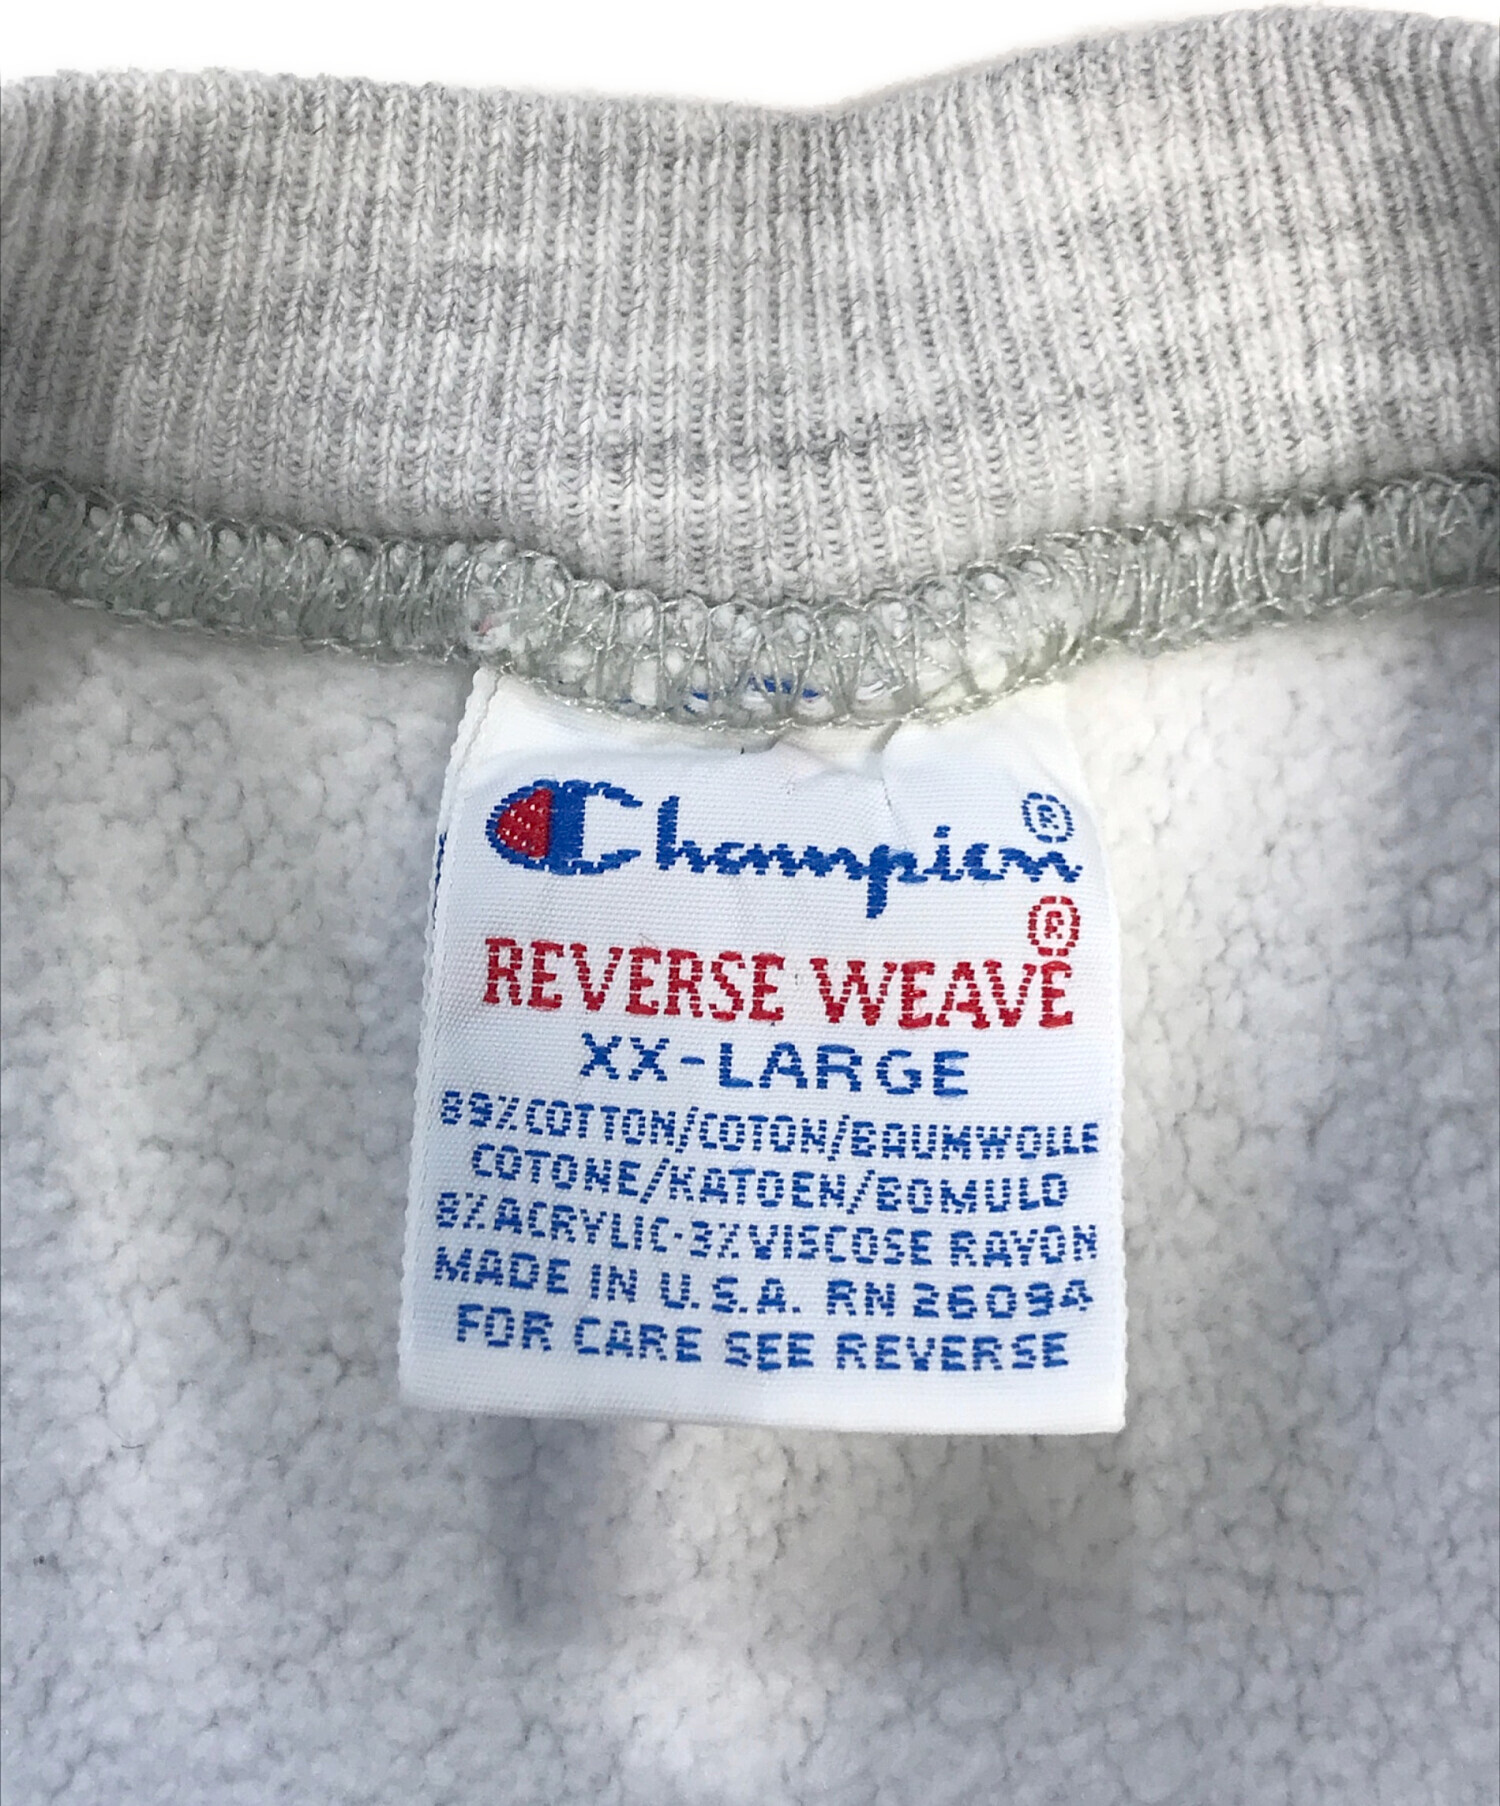 Champion®
REVERSE WEAVE®
XX-LARGE
89% COTTON/COTON/BAUMWOLLE
COTONE/KATOEN/BOMULD
8% ACRYLIC·3% VISCOSE RAYON
MADE IN U.S.A. RN 26094
FOR CARE SEE REVERSE